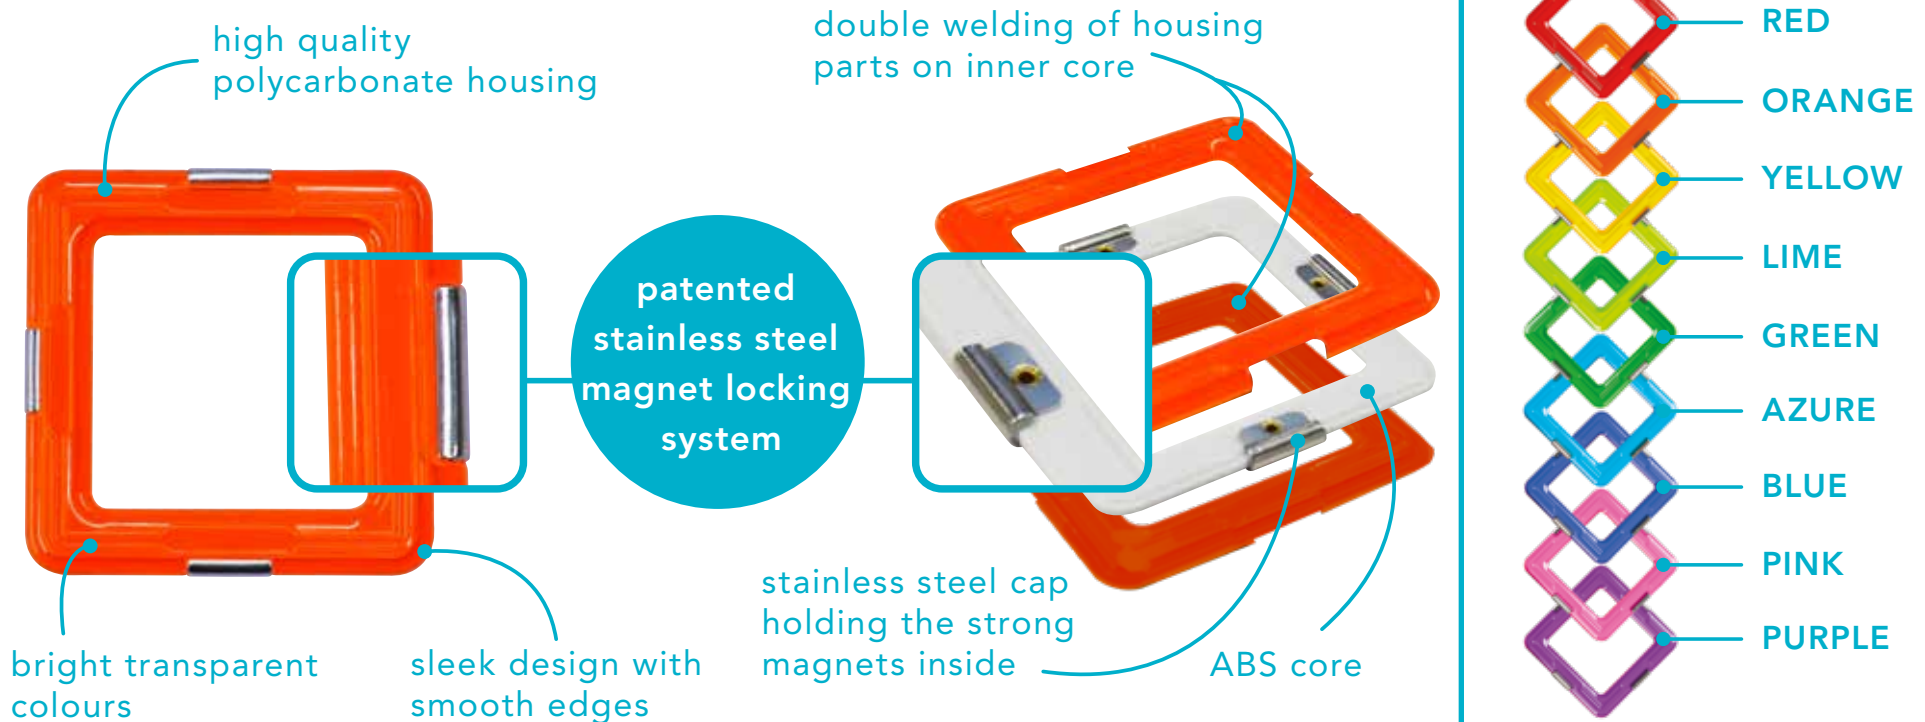 high quality
polycarbonate housing
double welding of housing
parts on inner core
patented
stainless steel
magnet locking
system
bright transparent
colours
sleek design with
smooth edges
stainless steel cap
holding the strong
magnets inside
ABS core
RED
ORANGE
YELLOW
LIME
GREEN
AZURE
BLUE
PINK
PURPLE